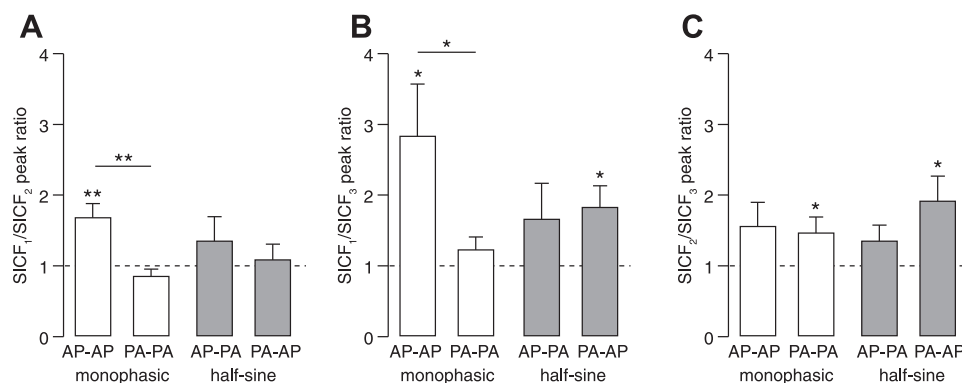 A
SICF1/SICF2 peak ratio
4
3
2
1
0
**
**
AP-AP PA-PA AP-PA PA-AP
monophasic half-sine
B
SICF1/SICF3 peak ratio
4
3
2
1
0
*
*
*
AP-AP PA-PA AP-PA PA-AP
monophasic half-sine
C
SICF2/SICF3 peak ratio
4
3
2
1
0
*
*
AP-AP PA-PA AP-PA PA-AP
monophasic half-sine